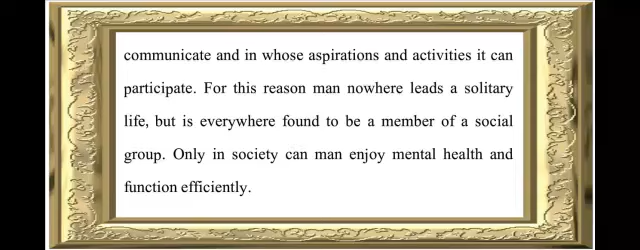 communicate and in whose aspirations and activities it can
participate. For this reason man nowhere leads a solitary
life, but is everywhere found to be a member of a social
group. Only in society can man enjoy mental health and
function efficiently.